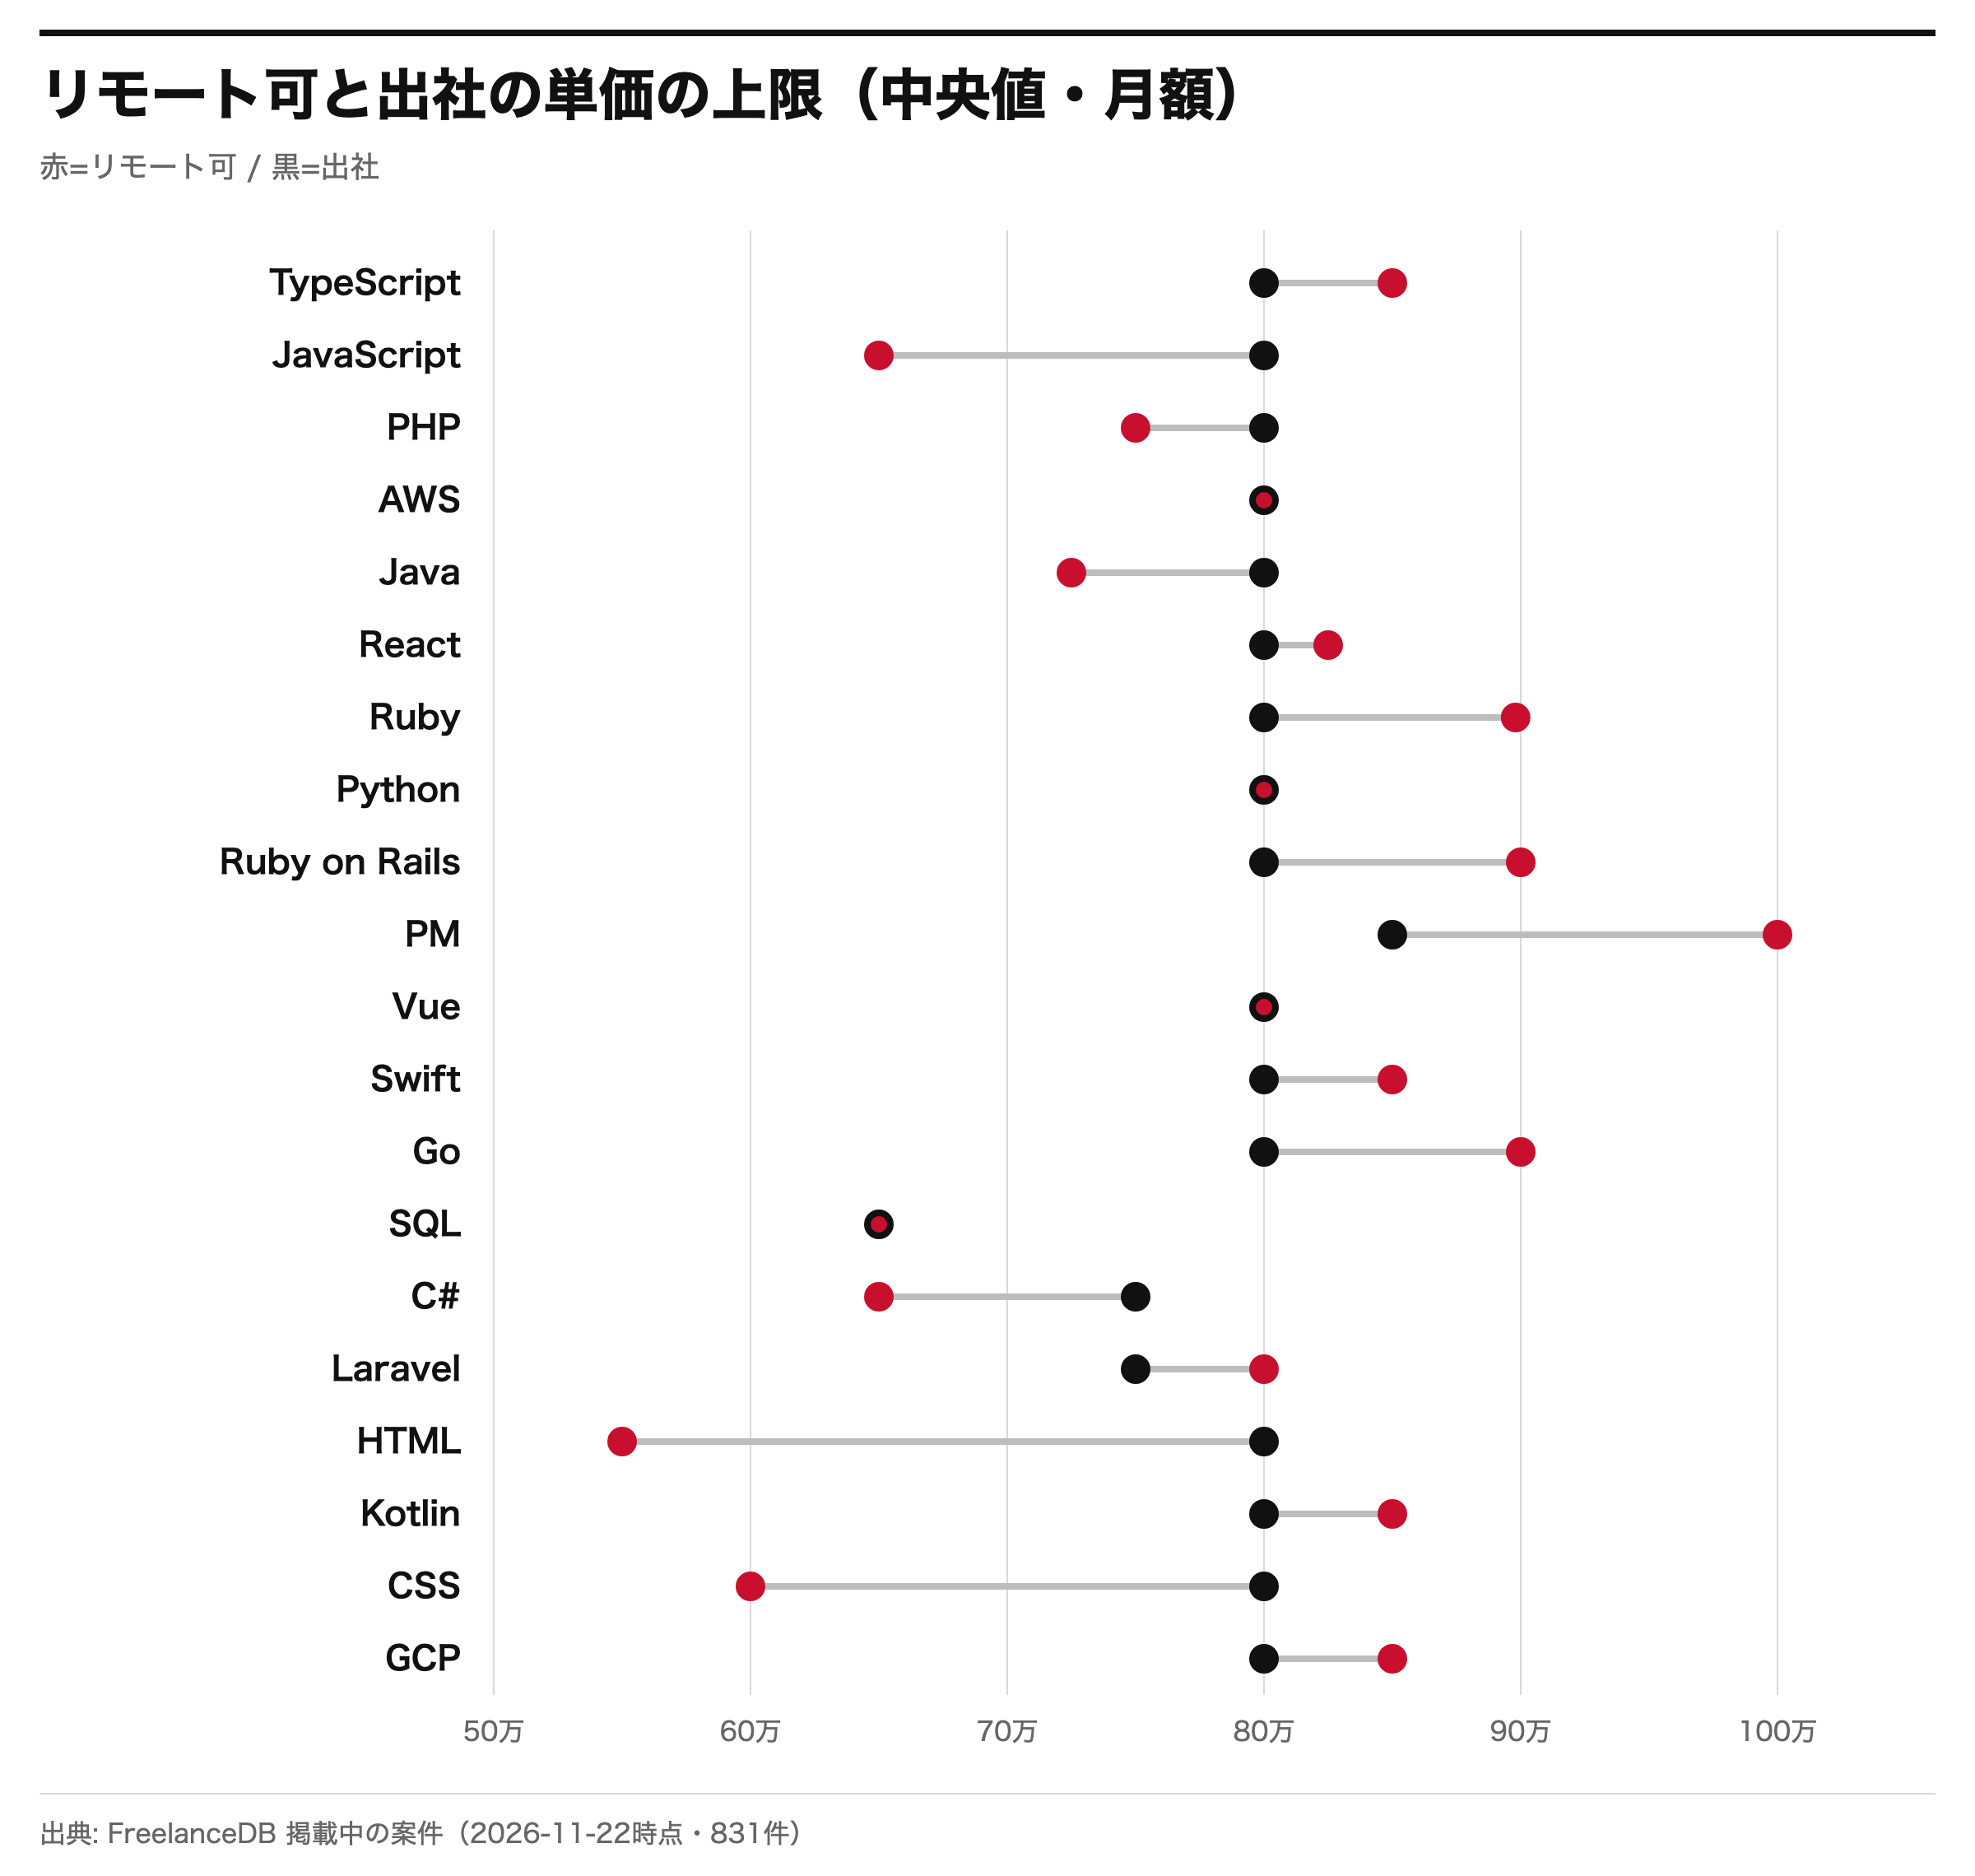 リモート可と出社の単価の上限（中央値・月額）
赤=リモート可 / 黒=出社
TypeScript
JavaScript
PHP
AWS
Java
React
Ruby
Python
Ruby on Rails
PM
Vue
Swift
Go
SQL
C#
Laravel
HTML
Kotlin
CSS
GCP
50万 60万 70万 80万 90万 100万
出典: FreelanceDB 掲載中の案件（2026-11-22時点・831件）